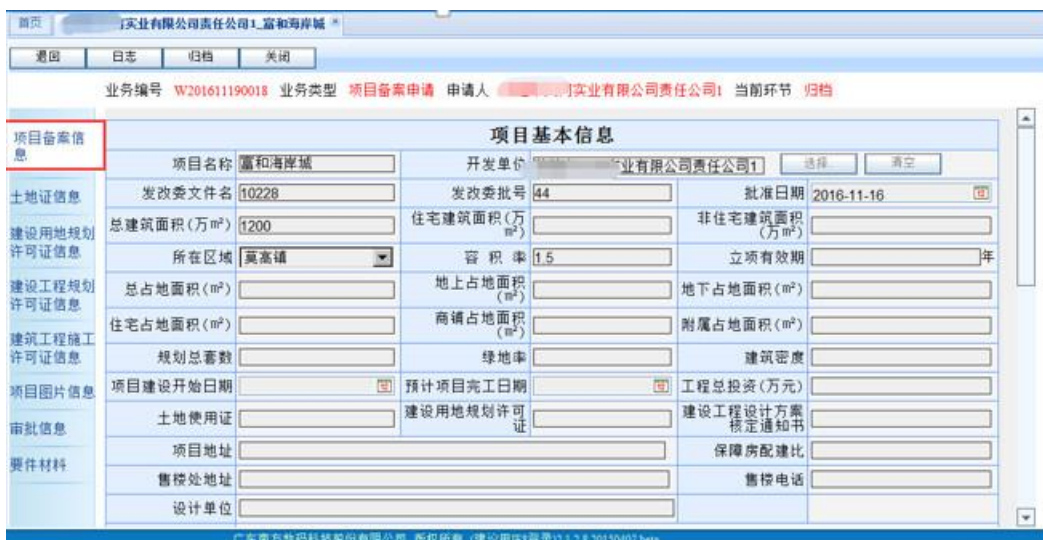 首页 实业有限公司责任公司1_富和海岸城 ×
退回 日志 归档 关闭
业务编号 W201611190018 业务类型 项目备案申请 申请人 实业有限公司责任公司1 当前环节 归档
项目备案信
息
土地证信息
建设用地规划
许可证信息
建设工程规划
许可证信息
建筑工程施工
许可证信息
项目图片信息
审批信息
要件材料
项目基本信息
项目名称 富和海岸城 开发单位 业有限公司责任公司1 选择 清空
发改委文件名 10228 发改委批号 44 批准日期 2016-11-16
总建筑面积(万㎡) 1200 住宅建筑面积(万
㎡) 非住宅建筑面积
(万㎡)
所在区域 莫高镇 容 积 率 1.5 立项有效期 年
总占地面积(㎡) 地上占地面积
(㎡) 地下占地面积(㎡)
住宅占地面积(㎡) 商铺占地面积
(㎡) 附属占地面积(㎡)
规划总套数 绿地率 建筑密度
项目建设开始日期 预计项目完工日期 工程总投资(万元)
土地使用证 建设用地规划许可
证 建设工程设计方案
核定通知书
项目地址 保障房配建比
售楼处地址 售楼电话
设计单位